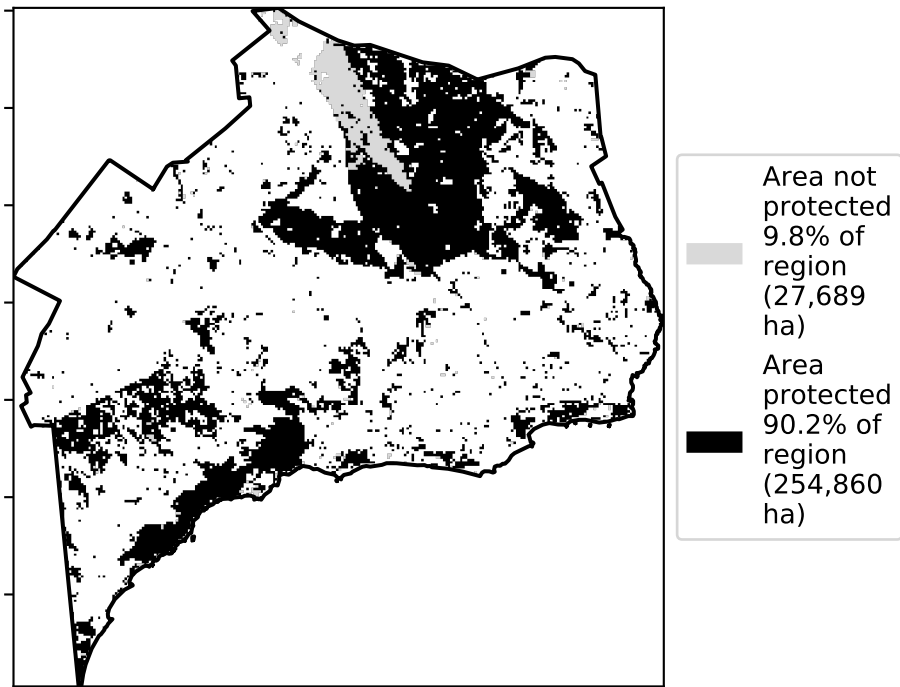 Area not
protected
9.8% of
region
(27,689
ha)
Area
protected
90.2% of
region
(254,860
ha)